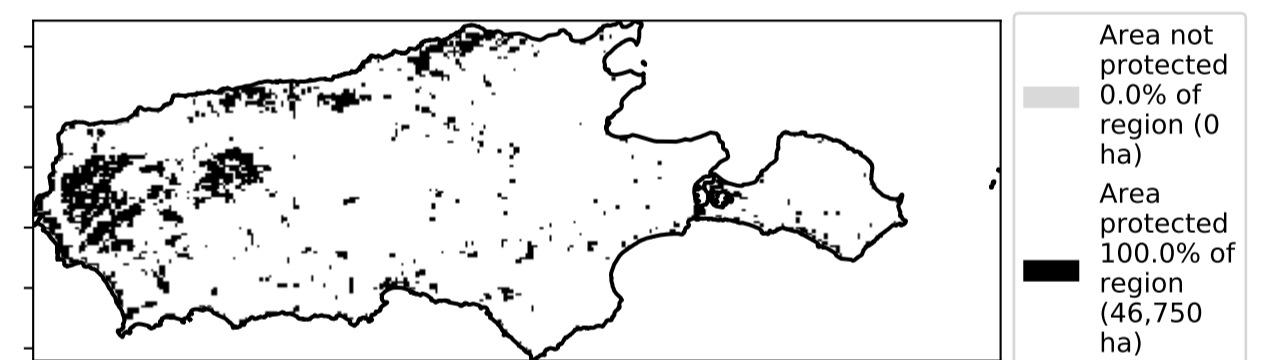 Area not
protected
0.0% of
region (0
ha)
Area
protected
100.0% of
region
(46,750
ha)